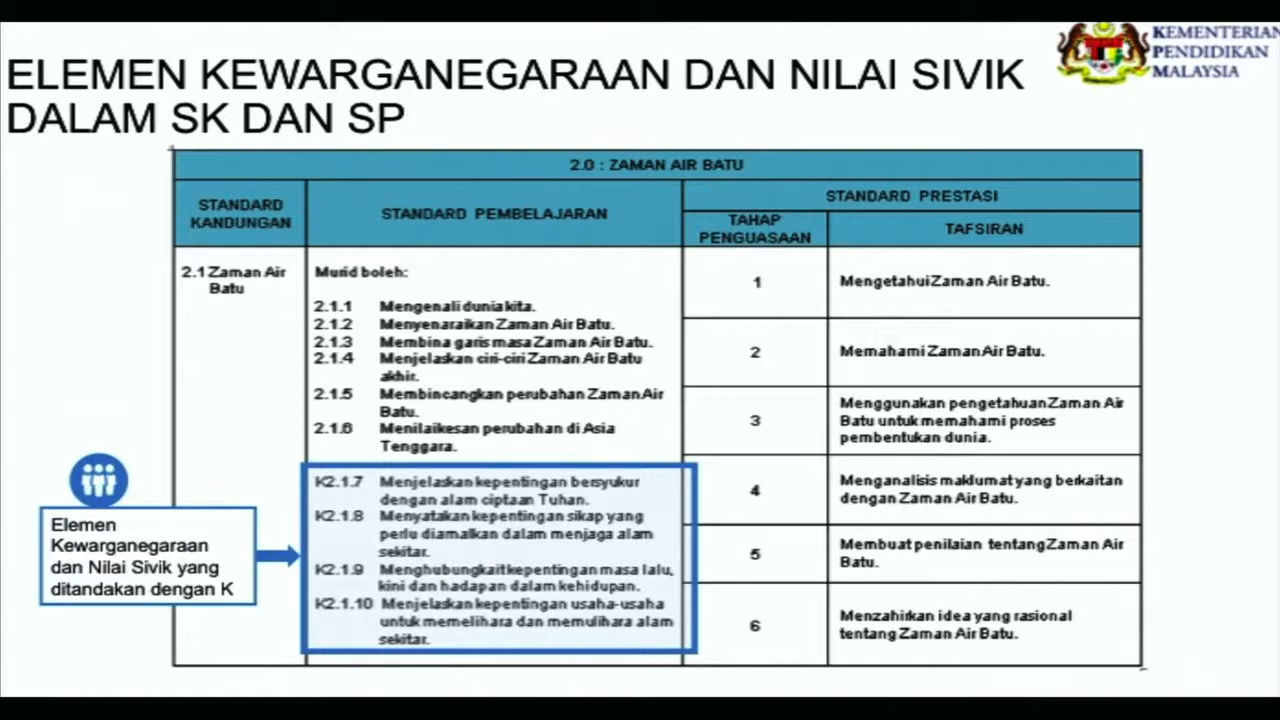 KEMENTERIAN
PENDIDIKAN
MALAYSIA
ELEMEN KEWARGANEGARAAN DAN NILAI SIVIK
DALAM SK DAN SP
2.0 : ZAMAN AIR BATU
STANDARD
KANDUNGAN
STANDARD PEMBELAJARAN
STANDARD PRESTASI
TAHAP
PENGUASAAN
TAFSIRAN
2.1 Zaman Air
Batu
Murid boleh:
2.1.1 Mengenali dunia kita.
2.1.2 Menyenaraikan Zaman Air Batu.
2.1.3 Membina garis masa Zaman Air Batu.
2.1.4 Menjelaskan ciri-ciri Zaman Air Batu
akhir.
2.1.5 Membincangkan perubahan Zaman Air
Batu.
2.1.6 Menilai kesan perubahan di Asia
Tenggara.
K2.1.7 Menjelaskan kepentingan bersyukur
dengan alam ciptaan Tuhan.
K2.1.8 Menyatakan kepentingan sikap yang
perlu diamalkan dalam menjaga alam
sekitar.
K2.1.9 Menghubungkait kepentingan masa lalu,
kini dan hadapan dalam kehidupan.
K2.1.10 Menjelaskan kepentingan usaha-usaha
untuk memelihara dan memulihara alam
sekitar.
1 Mengetahui Zaman Air Batu.
2 Memahami Zaman Air Batu.
3 Menggunakan pengetahuan Zaman Air
Batu untuk memahami proses
pembentukan dunia.
4 Menganalisis maklumat yang berkaitan
dengan Zaman Air Batu.
5 Membuat penilaian tentang Zaman Air
Batu.
6 Menzahirkan idea yang rasional
tentang Zaman Air Batu.
Elemen
Kewarganegaraan
dan Nilai Sivik yang
ditandakan dengan K